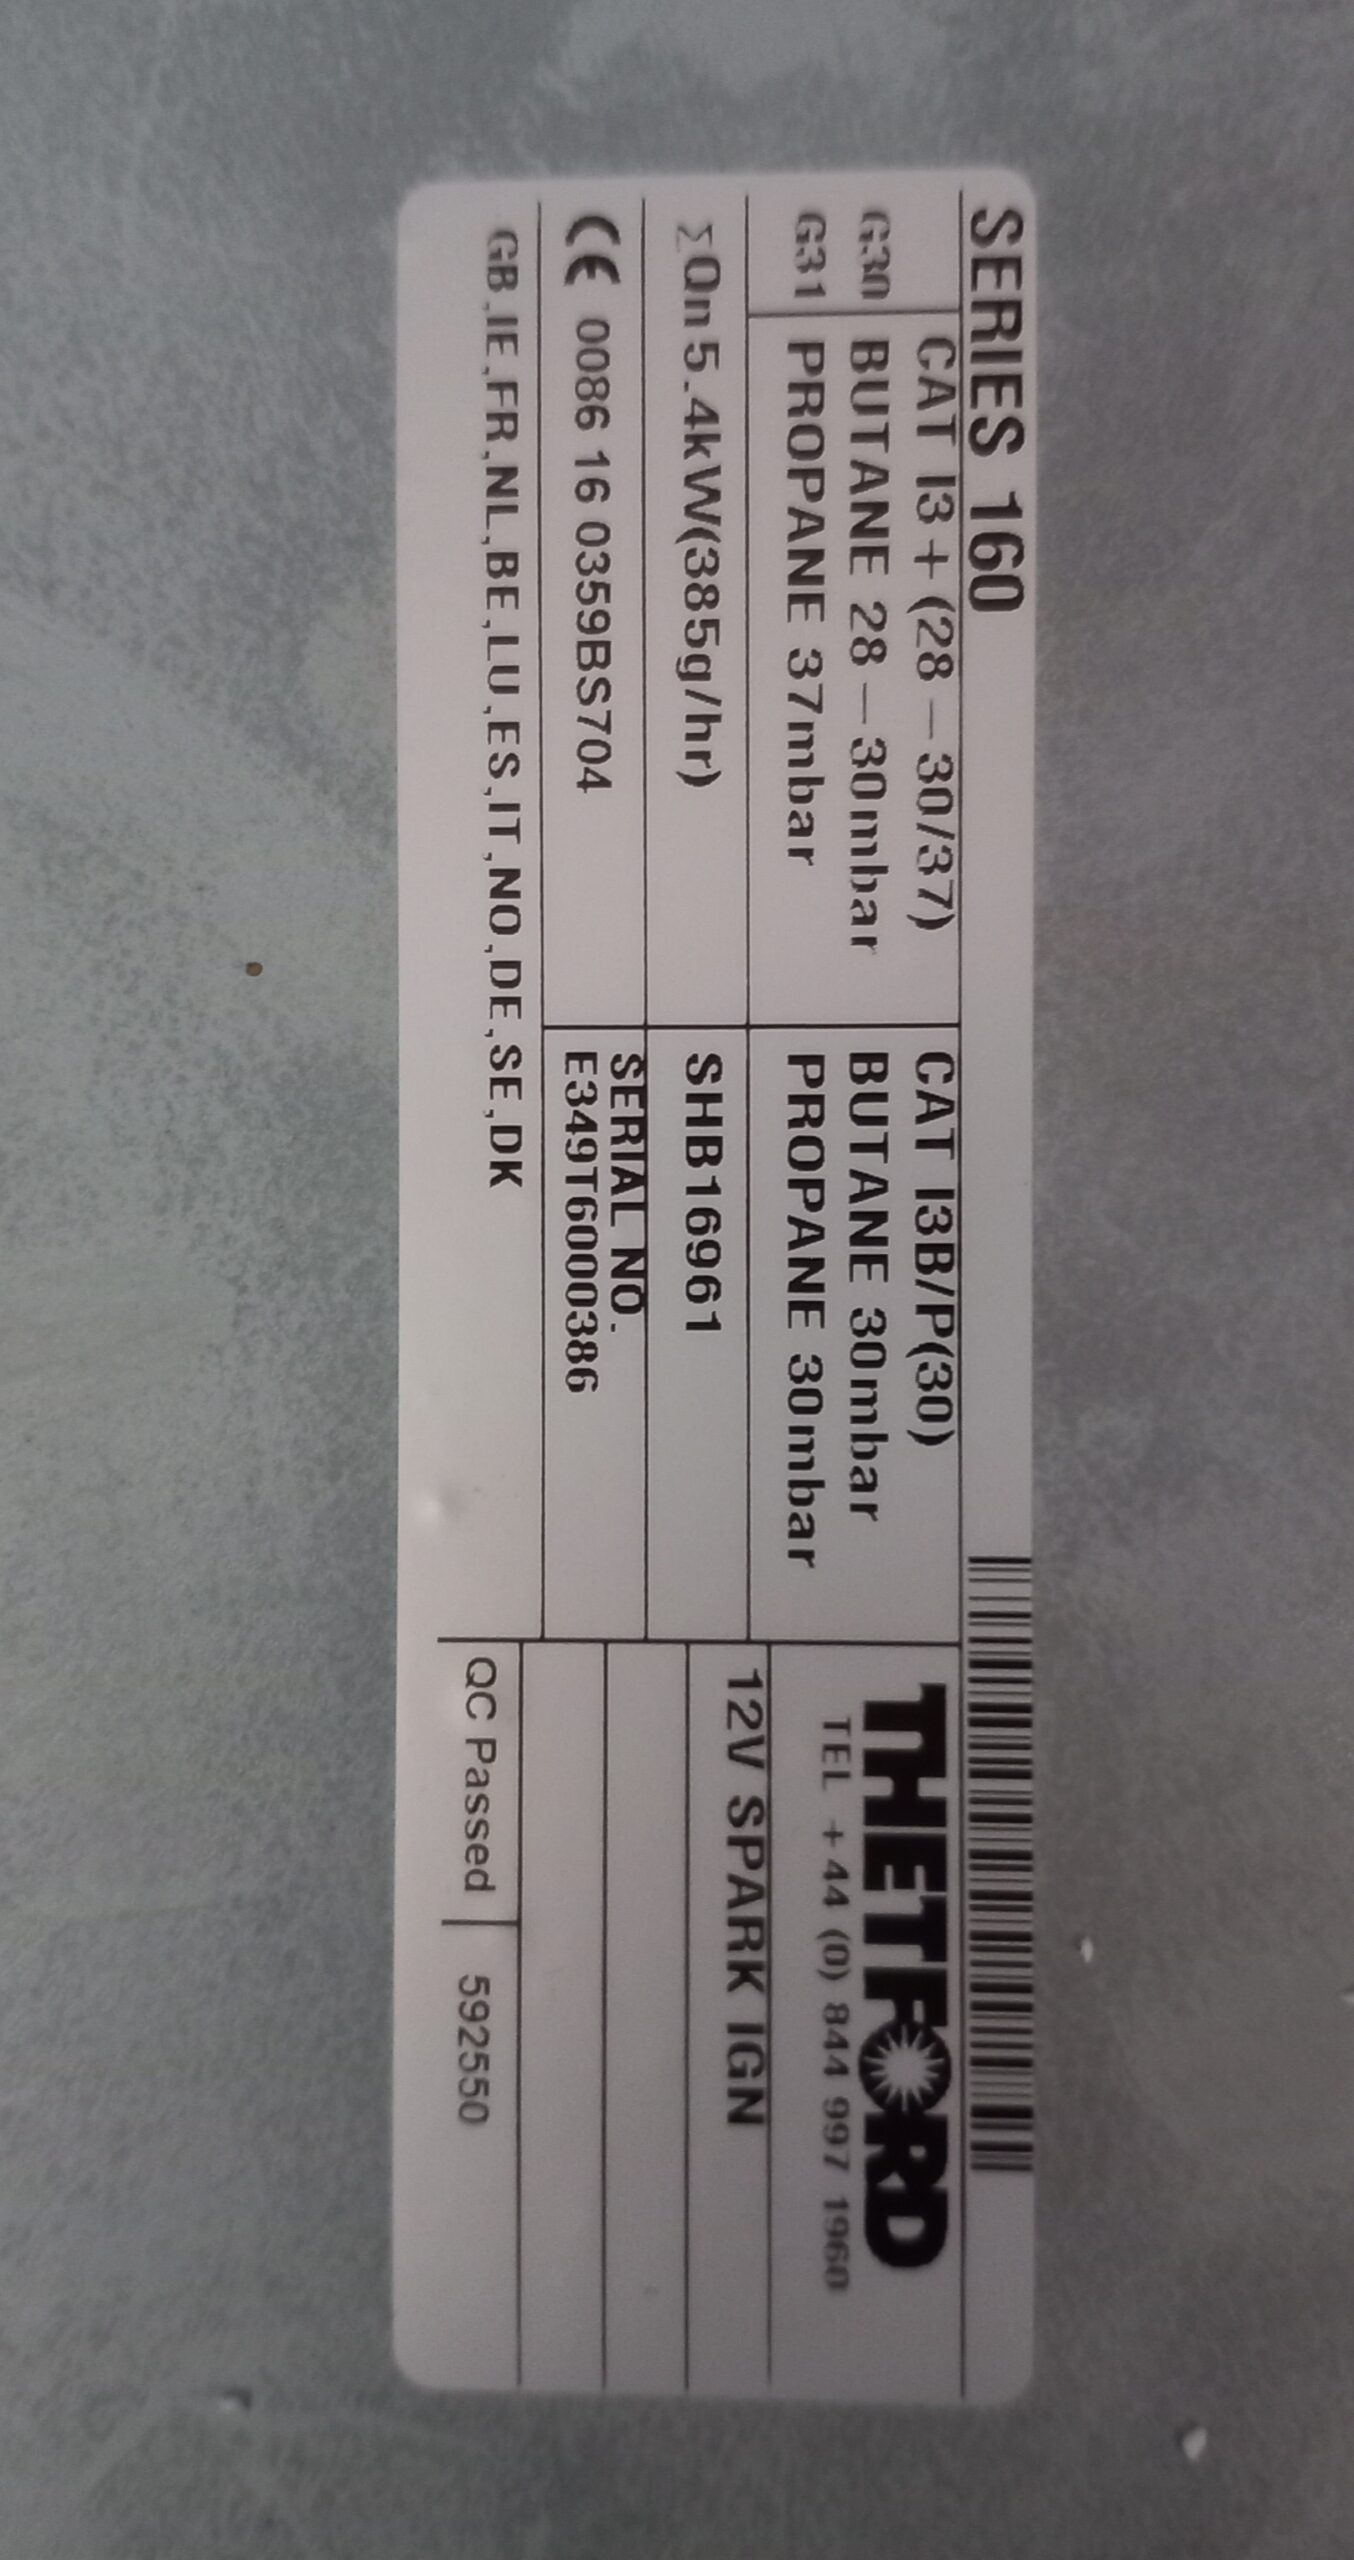 SERIES 160
CAT I3+(28-30/37)
G30 BUTANE 28-30mbar
G31 PROPANE 37mbar
CAT I3B/P(30)
BUTANE 30mbar
PROPANE 30mbar
THETFORD
TEL +44 (0) 844 997 1960
ΣQn 5.4kW(385g/hr)
SHB16961
12V SPARK IGN
CE 0086 16 0359BS704
SERIAL NO.
E349T6000386
GB,IE,FR,NL,BE,LU,ES,IT,NO,DE,SE,DK
QC Passed 592550